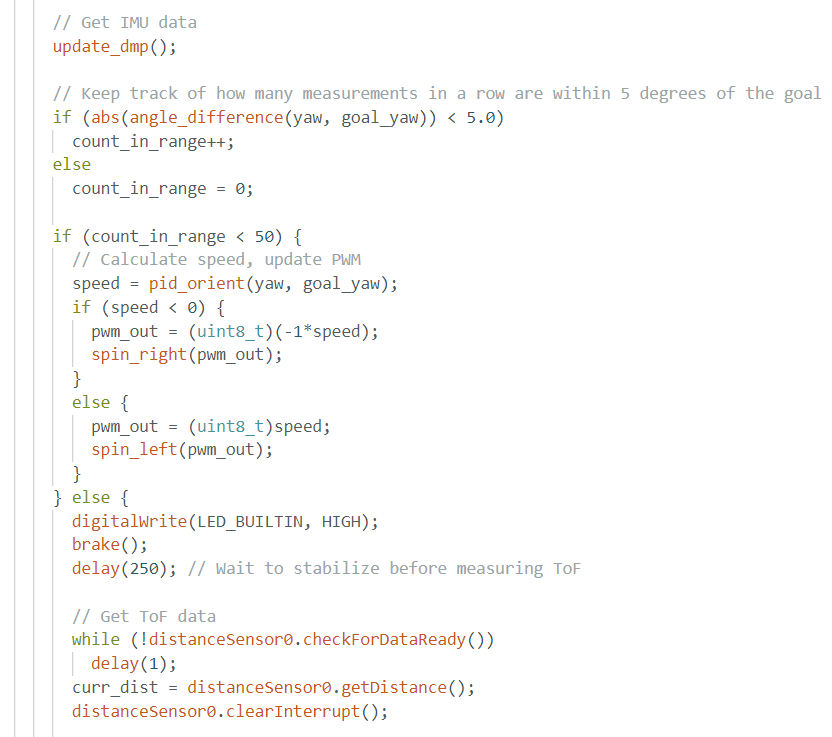 // Get IMU data
update_dmp();
// Keep track of how many measurements in a row are within 5 degrees of the goal
if (abs(angle_difference(yaw, goal_yaw)) < 5.0)
count_in_range++;
else
count_in_range = 0;
if (count_in_range < 50) {
// Calculate speed, update PWM
speed = pid_orient(yaw, goal_yaw);
if (speed < 0) {
pwm_out = (uint8_t)(-1*speed);
spin_right(pwm_out);
}
else {
pwm_out = (uint8_t)speed;
spin_left(pwm_out);
}
} else {
digitalWrite(LED_BUILTIN, HIGH);
brake();
delay(250); // Wait to stabilize before measuring ToF
// Get ToF data
while (!distanceSensor0.checkForDataReady())
delay(1);
curr_dist = distanceSensor0.getDistance();
distanceSensor0.clearInterrupt();